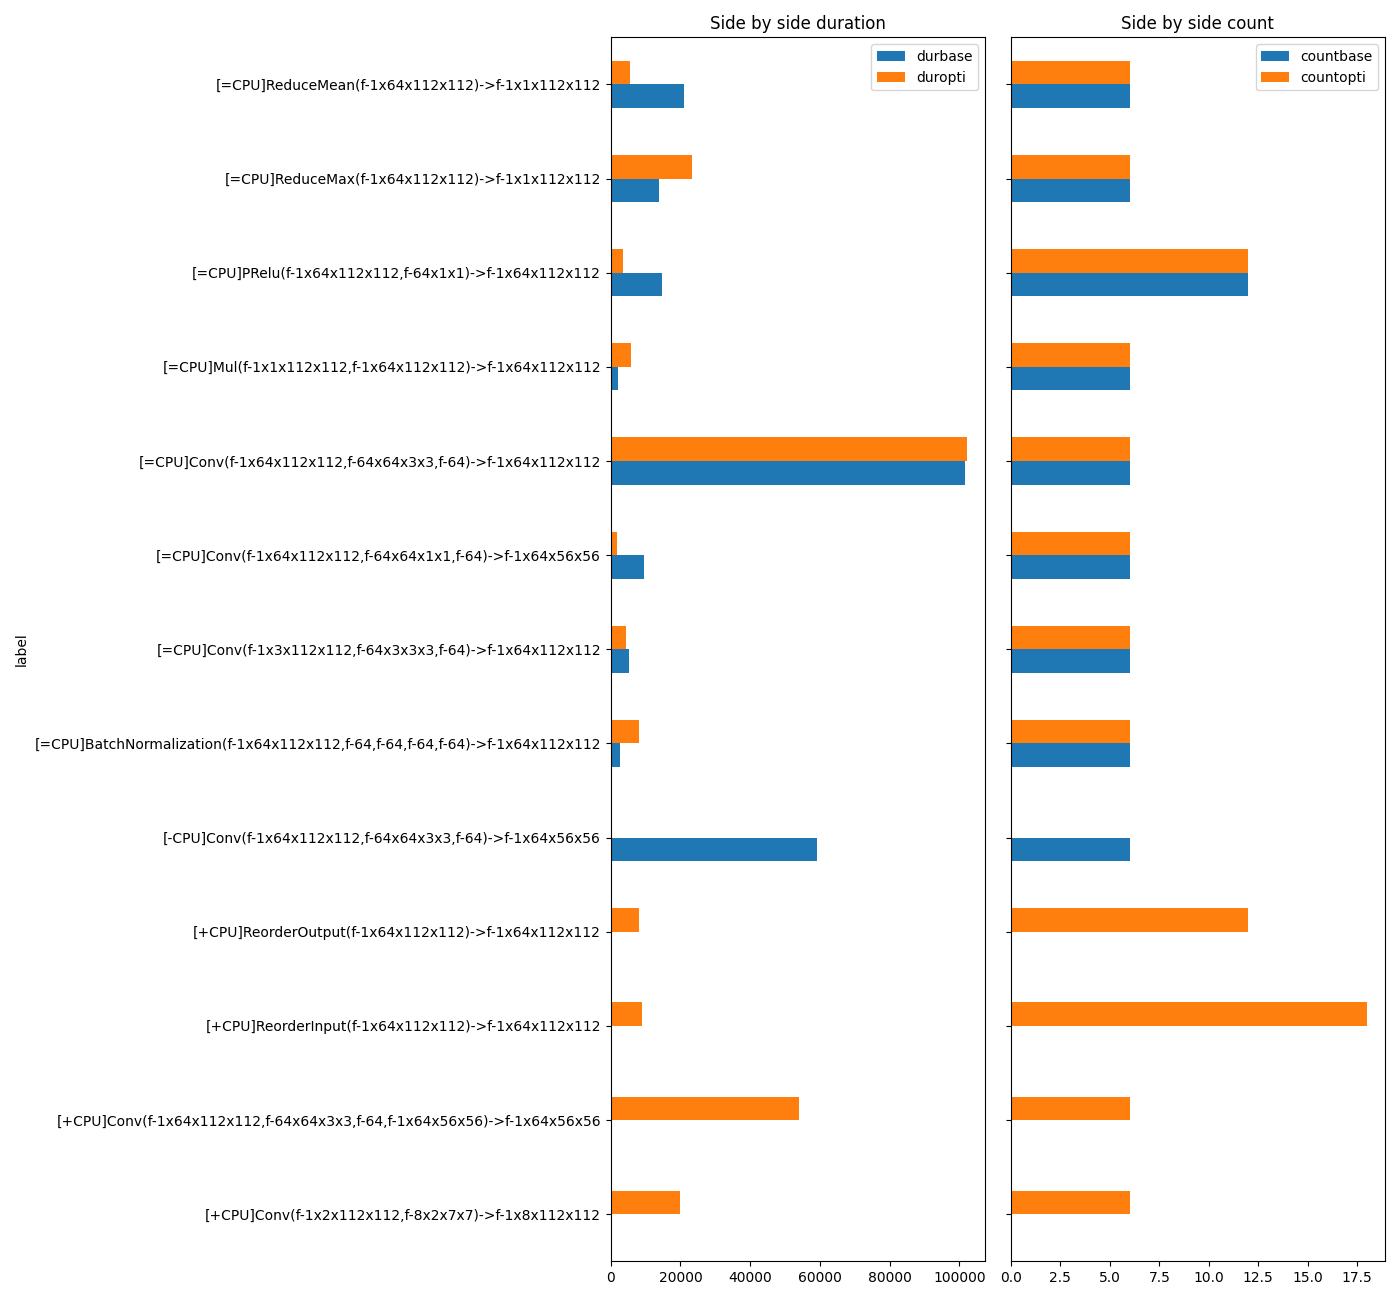 Side by side duration
Side by side count
durbase
duropti
countbase
countopti
label
[=CPU]ReduceMean(f-1x64x112x112)->f-1x1x112x112
[=CPU]ReduceMax(f-1x64x112x112)->f-1x1x112x112
[=CPU]PRelu(f-1x64x112x112,f-64x1x1)->f-1x64x112x112
[=CPU]Mul(f-1x1x112x112,f-1x64x112x112)->f-1x64x112x112
[=CPU]Conv(f-1x64x112x112,f-64x64x3x3,f-64)->f-1x64x112x112
[=CPU]Conv(f-1x64x112x112,f-64x64x1x1,f-64)->f-1x64x56x56
[=CPU]Conv(f-1x3x112x112,f-64x3x3x3,f-64)->f-1x64x112x112
[=CPU]BatchNormalization(f-1x64x112x112,f-64,f-64,f-64,f-64)->f-1x64x112x112
[-CPU]Conv(f-1x64x112x112,f-64x64x3x3,f-64)->f-1x64x56x56
[+CPU]ReorderOutput(f-1x64x112x112)->f-1x64x112x112
[+CPU]ReorderInput(f-1x64x112x112)->f-1x64x112x112
[+CPU]Conv(f-1x64x112x112,f-64x64x3x3,f-64,f-1x64x56x56)->f-1x64x56x56
[+CPU]Conv(f-1x2x112x112,f-8x2x7x7)->f-1x8x112x112
0 20000 40000 60000 80000 100000
0.0 2.5 5.0 7.5 10.0 12.5 15.0 17.5